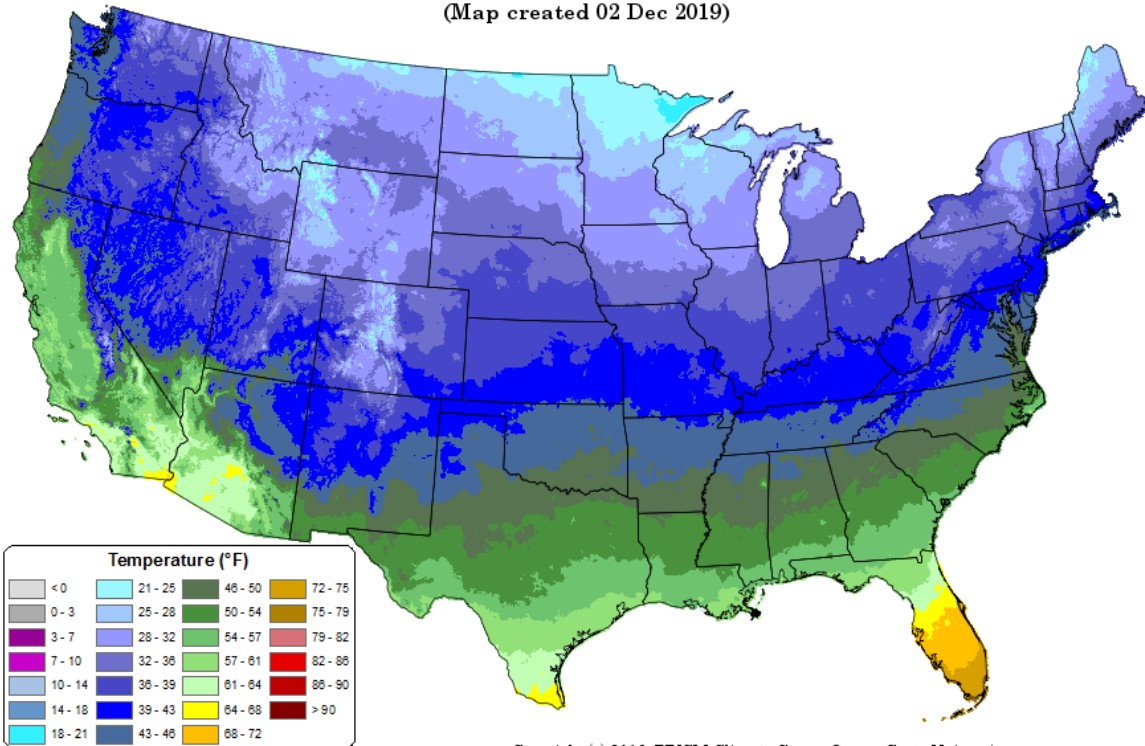 (Map created 02 Dec 2019)
Temperature (°F)
< 0
0 - 3
3 - 7
7 - 10
10 - 14
14 - 18
18 - 21
21 - 25
25 - 28
28 - 32
32 - 36
36 - 39
39 - 43
43 - 46
46 - 50
50 - 54
54 - 57
57 - 61
61 - 64
64 - 68
68 - 72
72 - 75
75 - 79
79 - 82
82 - 86
86 - 90
> 90